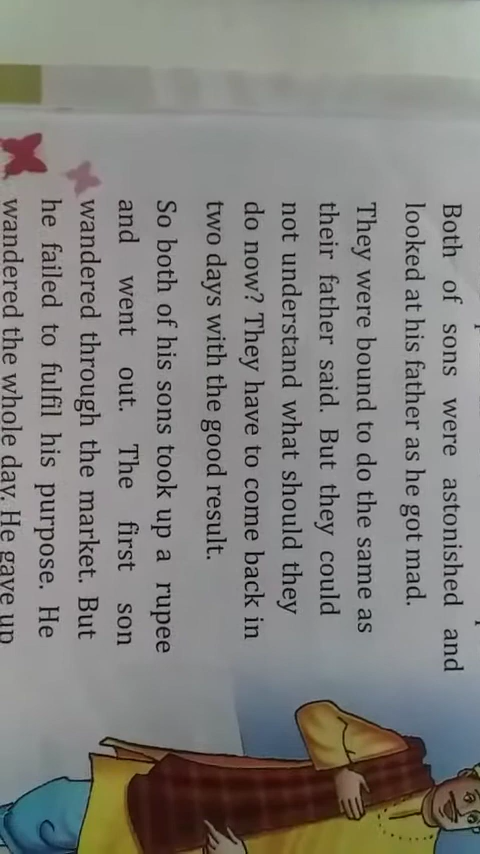 Both of sons were astonished and
looked at his father as he got mad.
They were bound to do the same as
their father said. But they could
not understand what should they
do now? They have to come back in
two days with the good result.
So both of his sons took up a rupee
and went out. The first son
wandered through the market. But
he failed to fulfil his purpose. He
wandered the whole day. He gave up